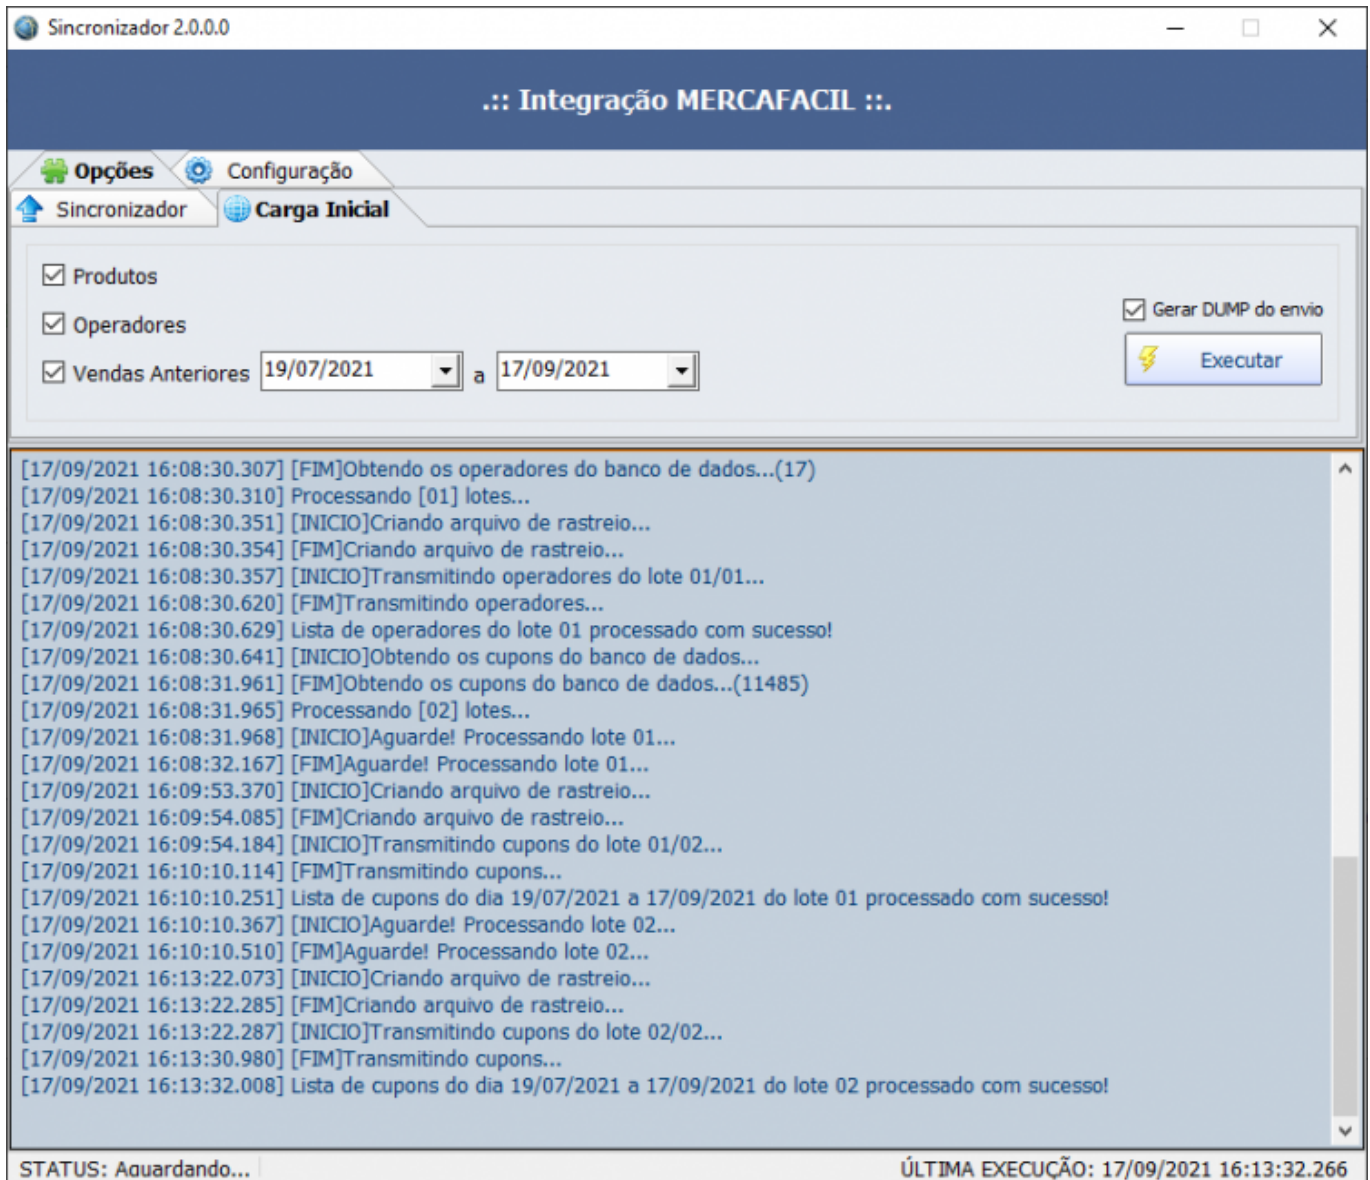 Sincronizador 2.0.0.0
.:: Integração MERCAFACIL ::.
Opções Configuração
Sincronizador Carga Inicial
Produtos
Gerar DUMP do envio
Operadores
Executar
Vendas Anteriores 19/07/2021 a 17/09/2021
[17/09/2021 16:08:30.307] [FIM]Obtendo os operadores do banco de dados...(17)
[17/09/2021 16:08:30.310] Processando [01] lotes...
[17/09/2021 16:08:30.351] [INICIO]Criando arquivo de rastreio...
[17/09/2021 16:08:30.354] [FIM]Criando arquivo de rastreio...
[17/09/2021 16:08:30.357] [INICIO]Transmitindo operadores do lote 01/01...
[17/09/2021 16:08:30.620] [FIM]Transmitindo operadores...
[17/09/2021 16:08:30.629] Lista de operadores do lote 01 processado com sucesso!
[17/09/2021 16:08:30.641] [INICIO]Obtendo os cupons do banco de dados...
[17/09/2021 16:08:31.961] [FIM]Obtendo os cupons do banco de dados...(11485)
[17/09/2021 16:08:31.965] Processando [02] lotes...
[17/09/2021 16:08:31.968] [INICIO]Aguarde! Processando lote 01...
[17/09/2021 16:08:32.167] [FIM]Aguarde! Processando lote 01...
[17/09/2021 16:09:53.370] [INICIO]Criando arquivo de rastreio...
[17/09/2021 16:09:54.085] [FIM]Criando arquivo de rastreio...
[17/09/2021 16:09:54.184] [INICIO]Transmitindo cupons do lote 01/02...
[17/09/2021 16:10:10.114] [FIM]Transmitindo cupons...
[17/09/2021 16:10:10.251] Lista de cupons do dia 19/07/2021 a 17/09/2021 do lote 01 processado com sucesso!
[17/09/2021 16:10:10.367] [INICIO]Aguarde! Processando lote 02...
[17/09/2021 16:10:10.510] [FIM]Aguarde! Processando lote 02...
[17/09/2021 16:13:22.073] [INICIO]Criando arquivo de rastreio...
[17/09/2021 16:13:22.285] [FIM]Criando arquivo de rastreio...
[17/09/2021 16:13:22.287] [INICIO]Transmitindo cupons do lote 02/02...
[17/09/2021 16:13:30.980] [FIM]Transmitindo cupons...
[17/09/2021 16:13:32.008] Lista de cupons do dia 19/07/2021 a 17/09/2021 do lote 02 processado com sucesso!
STATUS: Aguardando... ÚLTIMA EXECUÇÃO: 17/09/2021 16:13:32.266